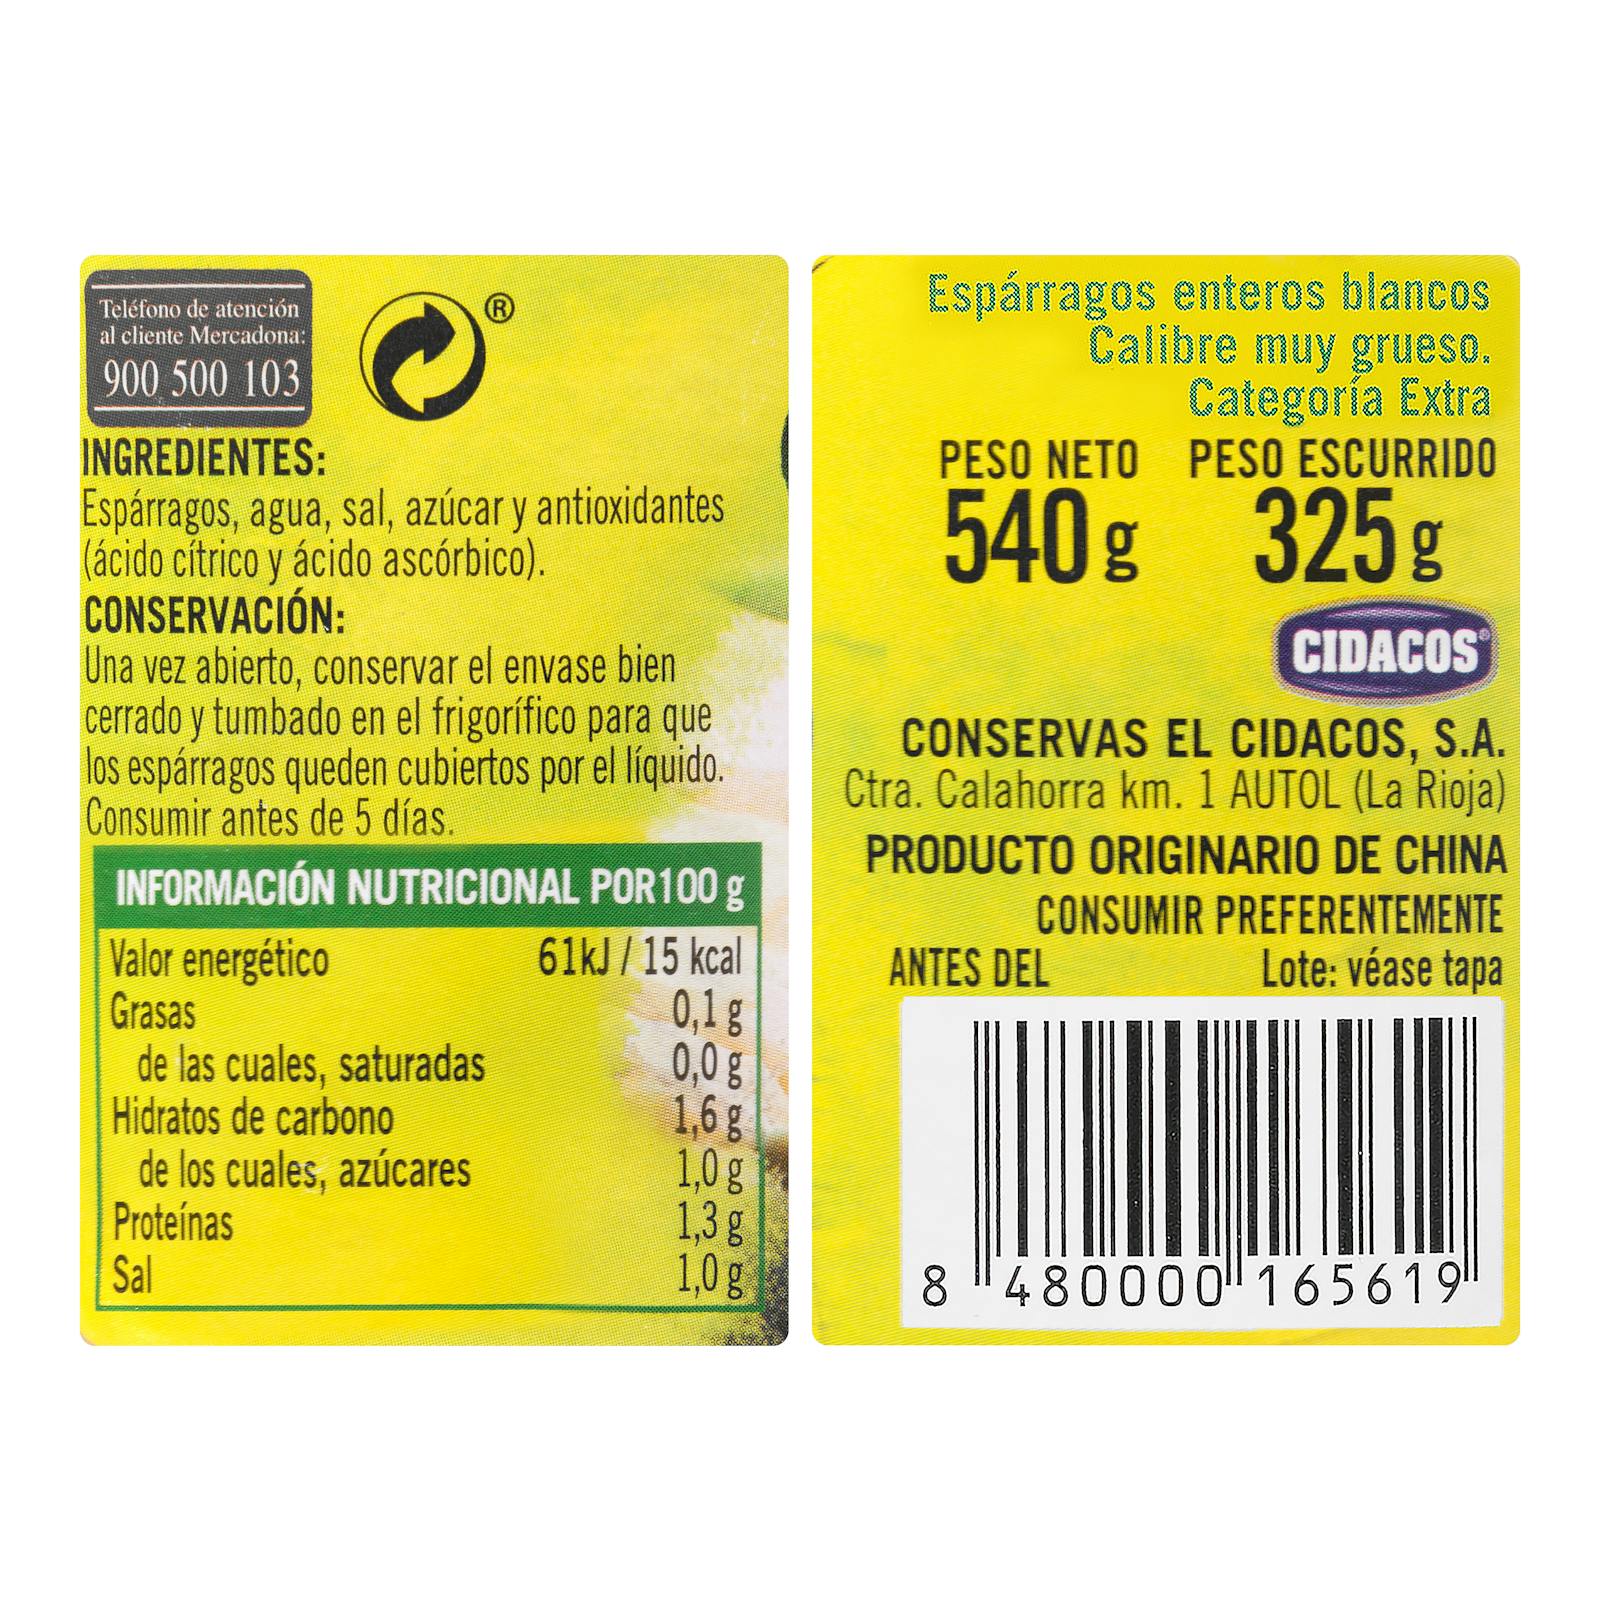 Teléfono de atención
al cliente Mercadona:
900 500 103
®
INGREDIENTES:
Espárragos, agua, sal, azúcar y antioxidantes
(ácido cítrico y ácido ascórbico).
CONSERVACIÓN:
Una vez abierto, conservar el envase bien
cerrado y tumbado en el frigorífico para que
los espárragos queden cubiertos por el líquido.
Consumir antes de 5 días.
INFORMACIÓN NUTRICIONAL POR100 g
Valor energético 61kJ / 15 kcal
Grasas 0,1 g
de las cuales, saturadas 0,0 g
Hidratos de carbono 1,6 g
de los cuales, azúcares 1,0 g
Proteínas 1,3 g
Sal 1,0 g
Espárragos enteros blancos
Calibre muy grueso.
Categoría Extra
PESO NETO PESO ESCURRIDO
540 g 325 g
CIDACOS®
CONSERVAS EL CIDACOS, S.A.
Ctra. Calahorra km. 1 AUTOL (La Rioja)
PRODUCTO ORIGINARIO DE CHINA
CONSUMIR PREFERENTEMENTE
ANTES DEL Lote: véase tapa
8 480000 165619